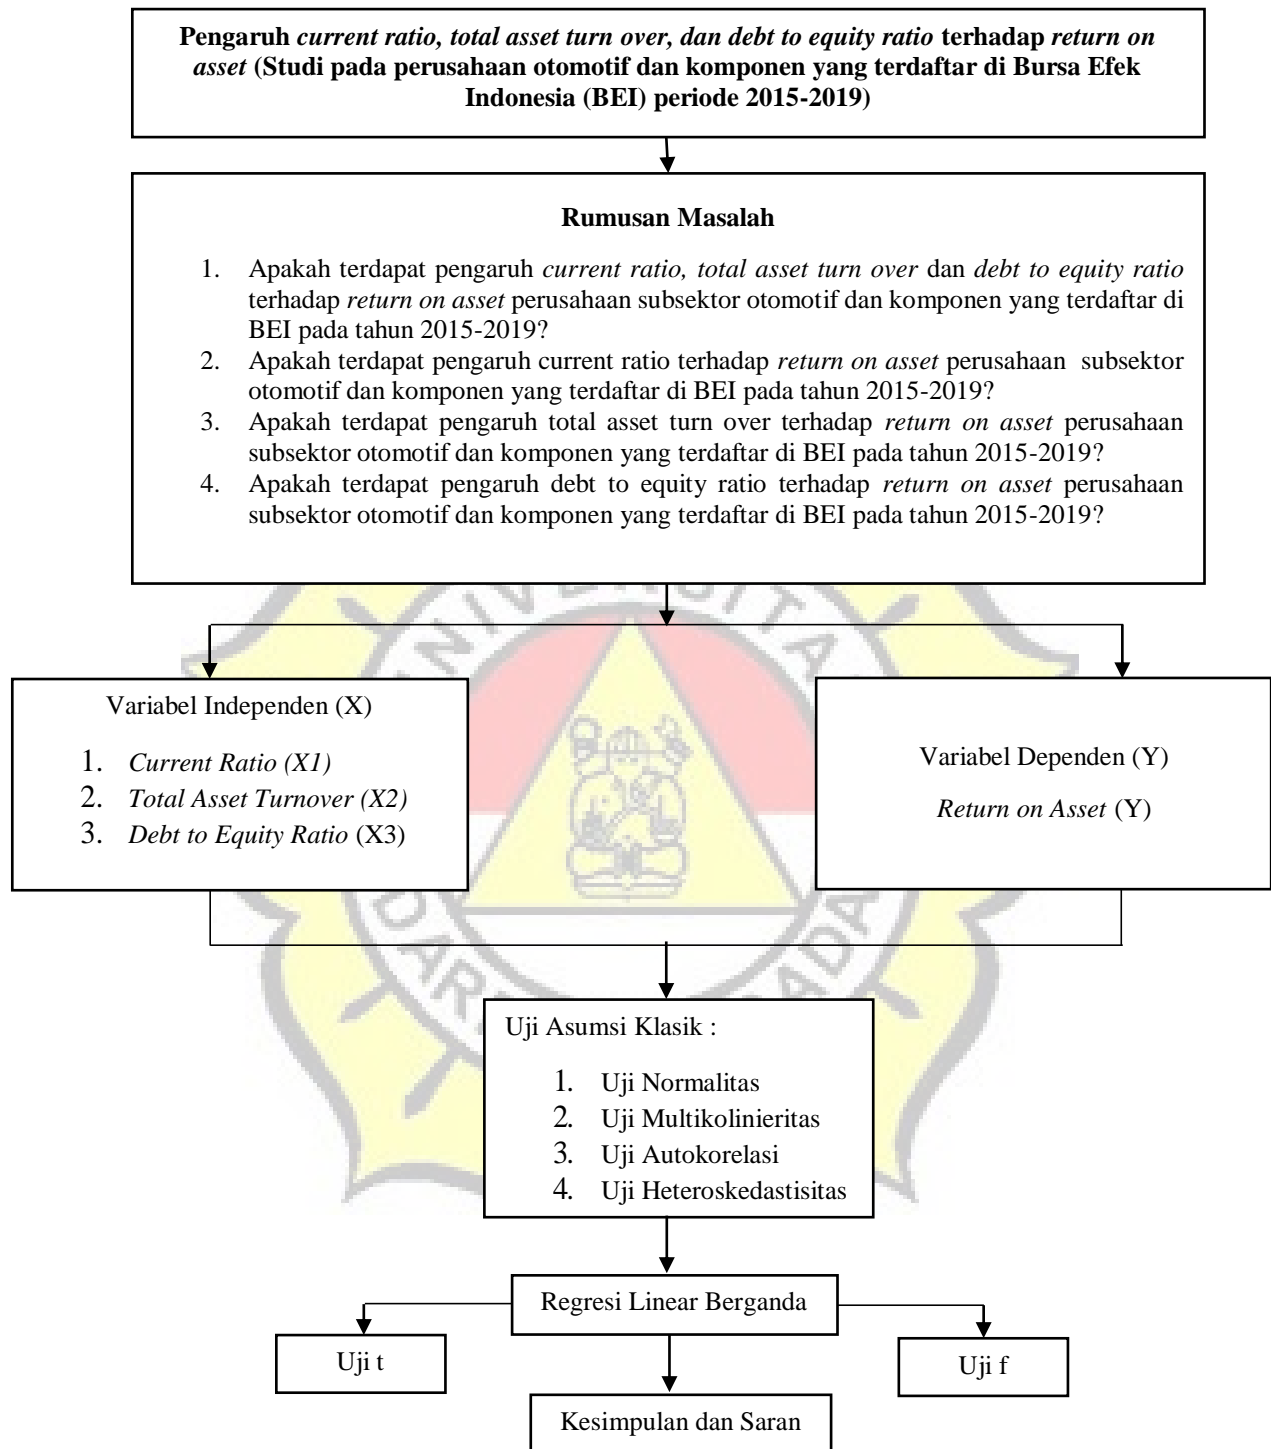 Pengaruh current ratio, total asset turn over, dan debt to equity ratio terhadap return on
asset (Studi pada perusahaan otomotif dan komponen yang terdaftar di Bursa Efek
Indonesia (BEI) periode 2015-2019)
Rumusan Masalah
1. Apakah terdapat pengaruh current ratio, total asset turn over dan debt to equity ratio
terhadap return on asset perusahaan subsektor otomotif dan komponen yang terdaftar di
BEI pada tahun 2015-2019?
2. Apakah terdapat pengaruh current ratio terhadap return on asset perusahaan subsektor
otomotif dan komponen yang terdaftar di BEI pada tahun 2015-2019?
3. Apakah terdapat pengaruh total asset turn over terhadap return on asset perusahaan
subsektor otomotif dan komponen yang terdaftar di BEI pada tahun 2015-2019?
4. Apakah terdapat pengaruh debt to equity ratio terhadap return on asset perusahaan
subsektor otomotif dan komponen yang terdaftar di BEI pada tahun 2015-2019?
Variabel Independen (X)
1. Current Ratio (X1)
2. Total Asset Turnover (X2)
3. Debt to Equity Ratio (X3)
Variabel Dependen (Y)
Return on Asset (Y)
Uji Asumsi Klasik :
1. Uji Normalitas
2. Uji Multikolinieritas
3. Uji Autokorelasi
4. Uji Heteroskedastisitas
Regresi Linear Berganda
Uji t
Uji f
Kesimpulan dan Saran